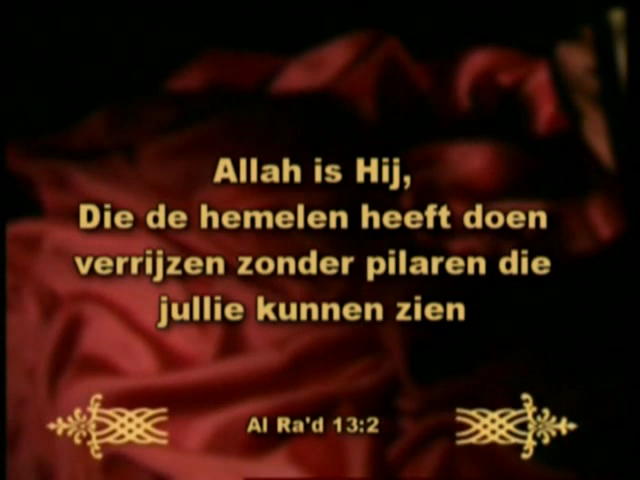 Allah is Hij,
Die de hemelen heeft doen
verrijzen zonder pilaren die
jullie kunnen zien
Al Ra'd 13:2